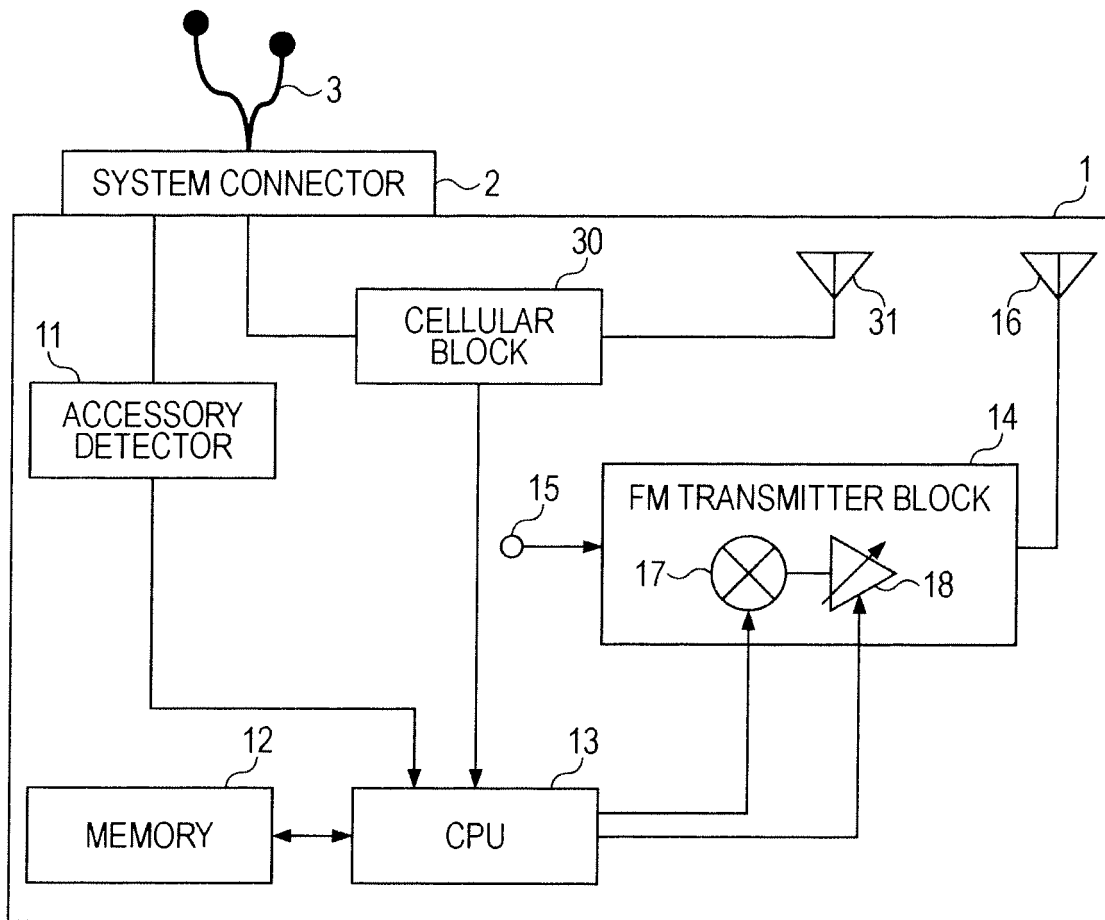 3
SYSTEM CONNECTOR
2
1
30
CELLULAR
BLOCK
31
16
11
ACCESSORY
DETECTOR
14
15
FM TRANSMITTER BLOCK
17
18
12
13
MEMORY
CPU